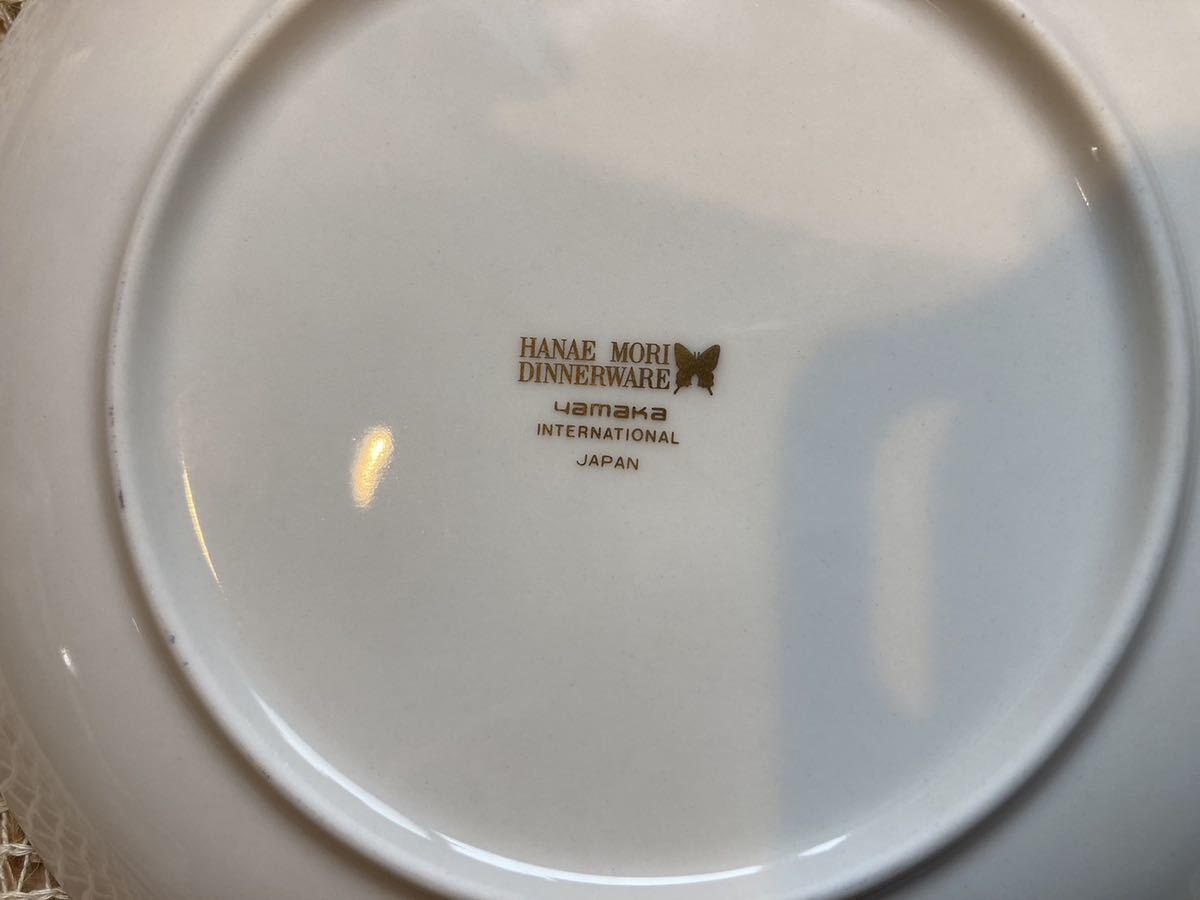 HANAE MORI
DINNERWARE
yamaka
INTERNATIONAL
JAPAN